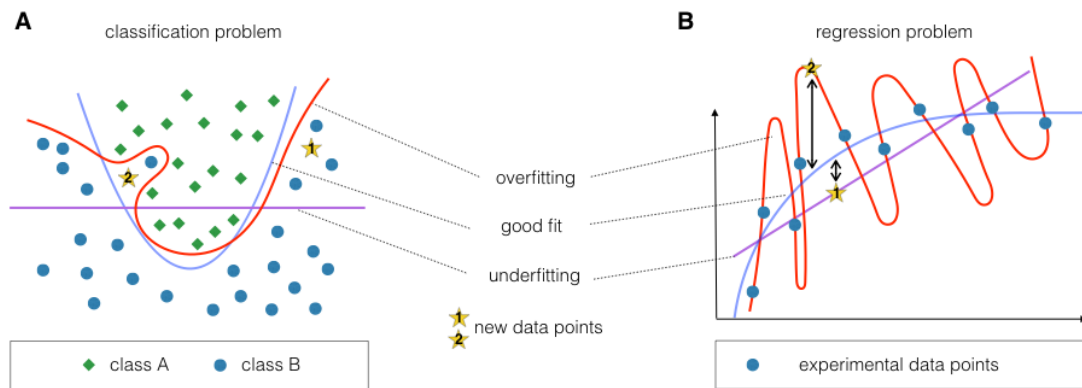 A
classification problem
B
regression problem
2
1
2
1
overfitting
good fit
underfitting
1
2
new data points
class A
class B
experimental data points